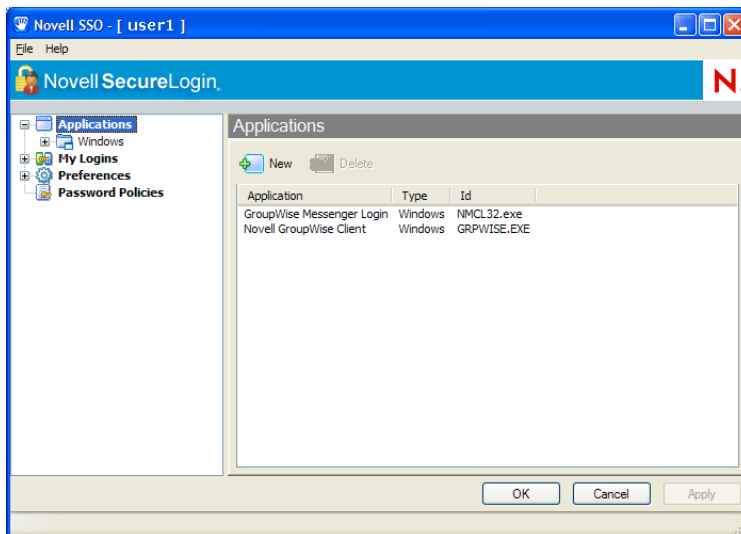 Novell SSO - [ user1 ]
File Help
Novell SecureLogin.
N
Applications
Windows
My Logins
Preferences
Password Policies
Applications
New Delete
Application Type Id
GroupWise Messenger Login Windows NMCL32.exe
Novell GroupWise Client Windows GRPWISE.EXE
OK Cancel Apply